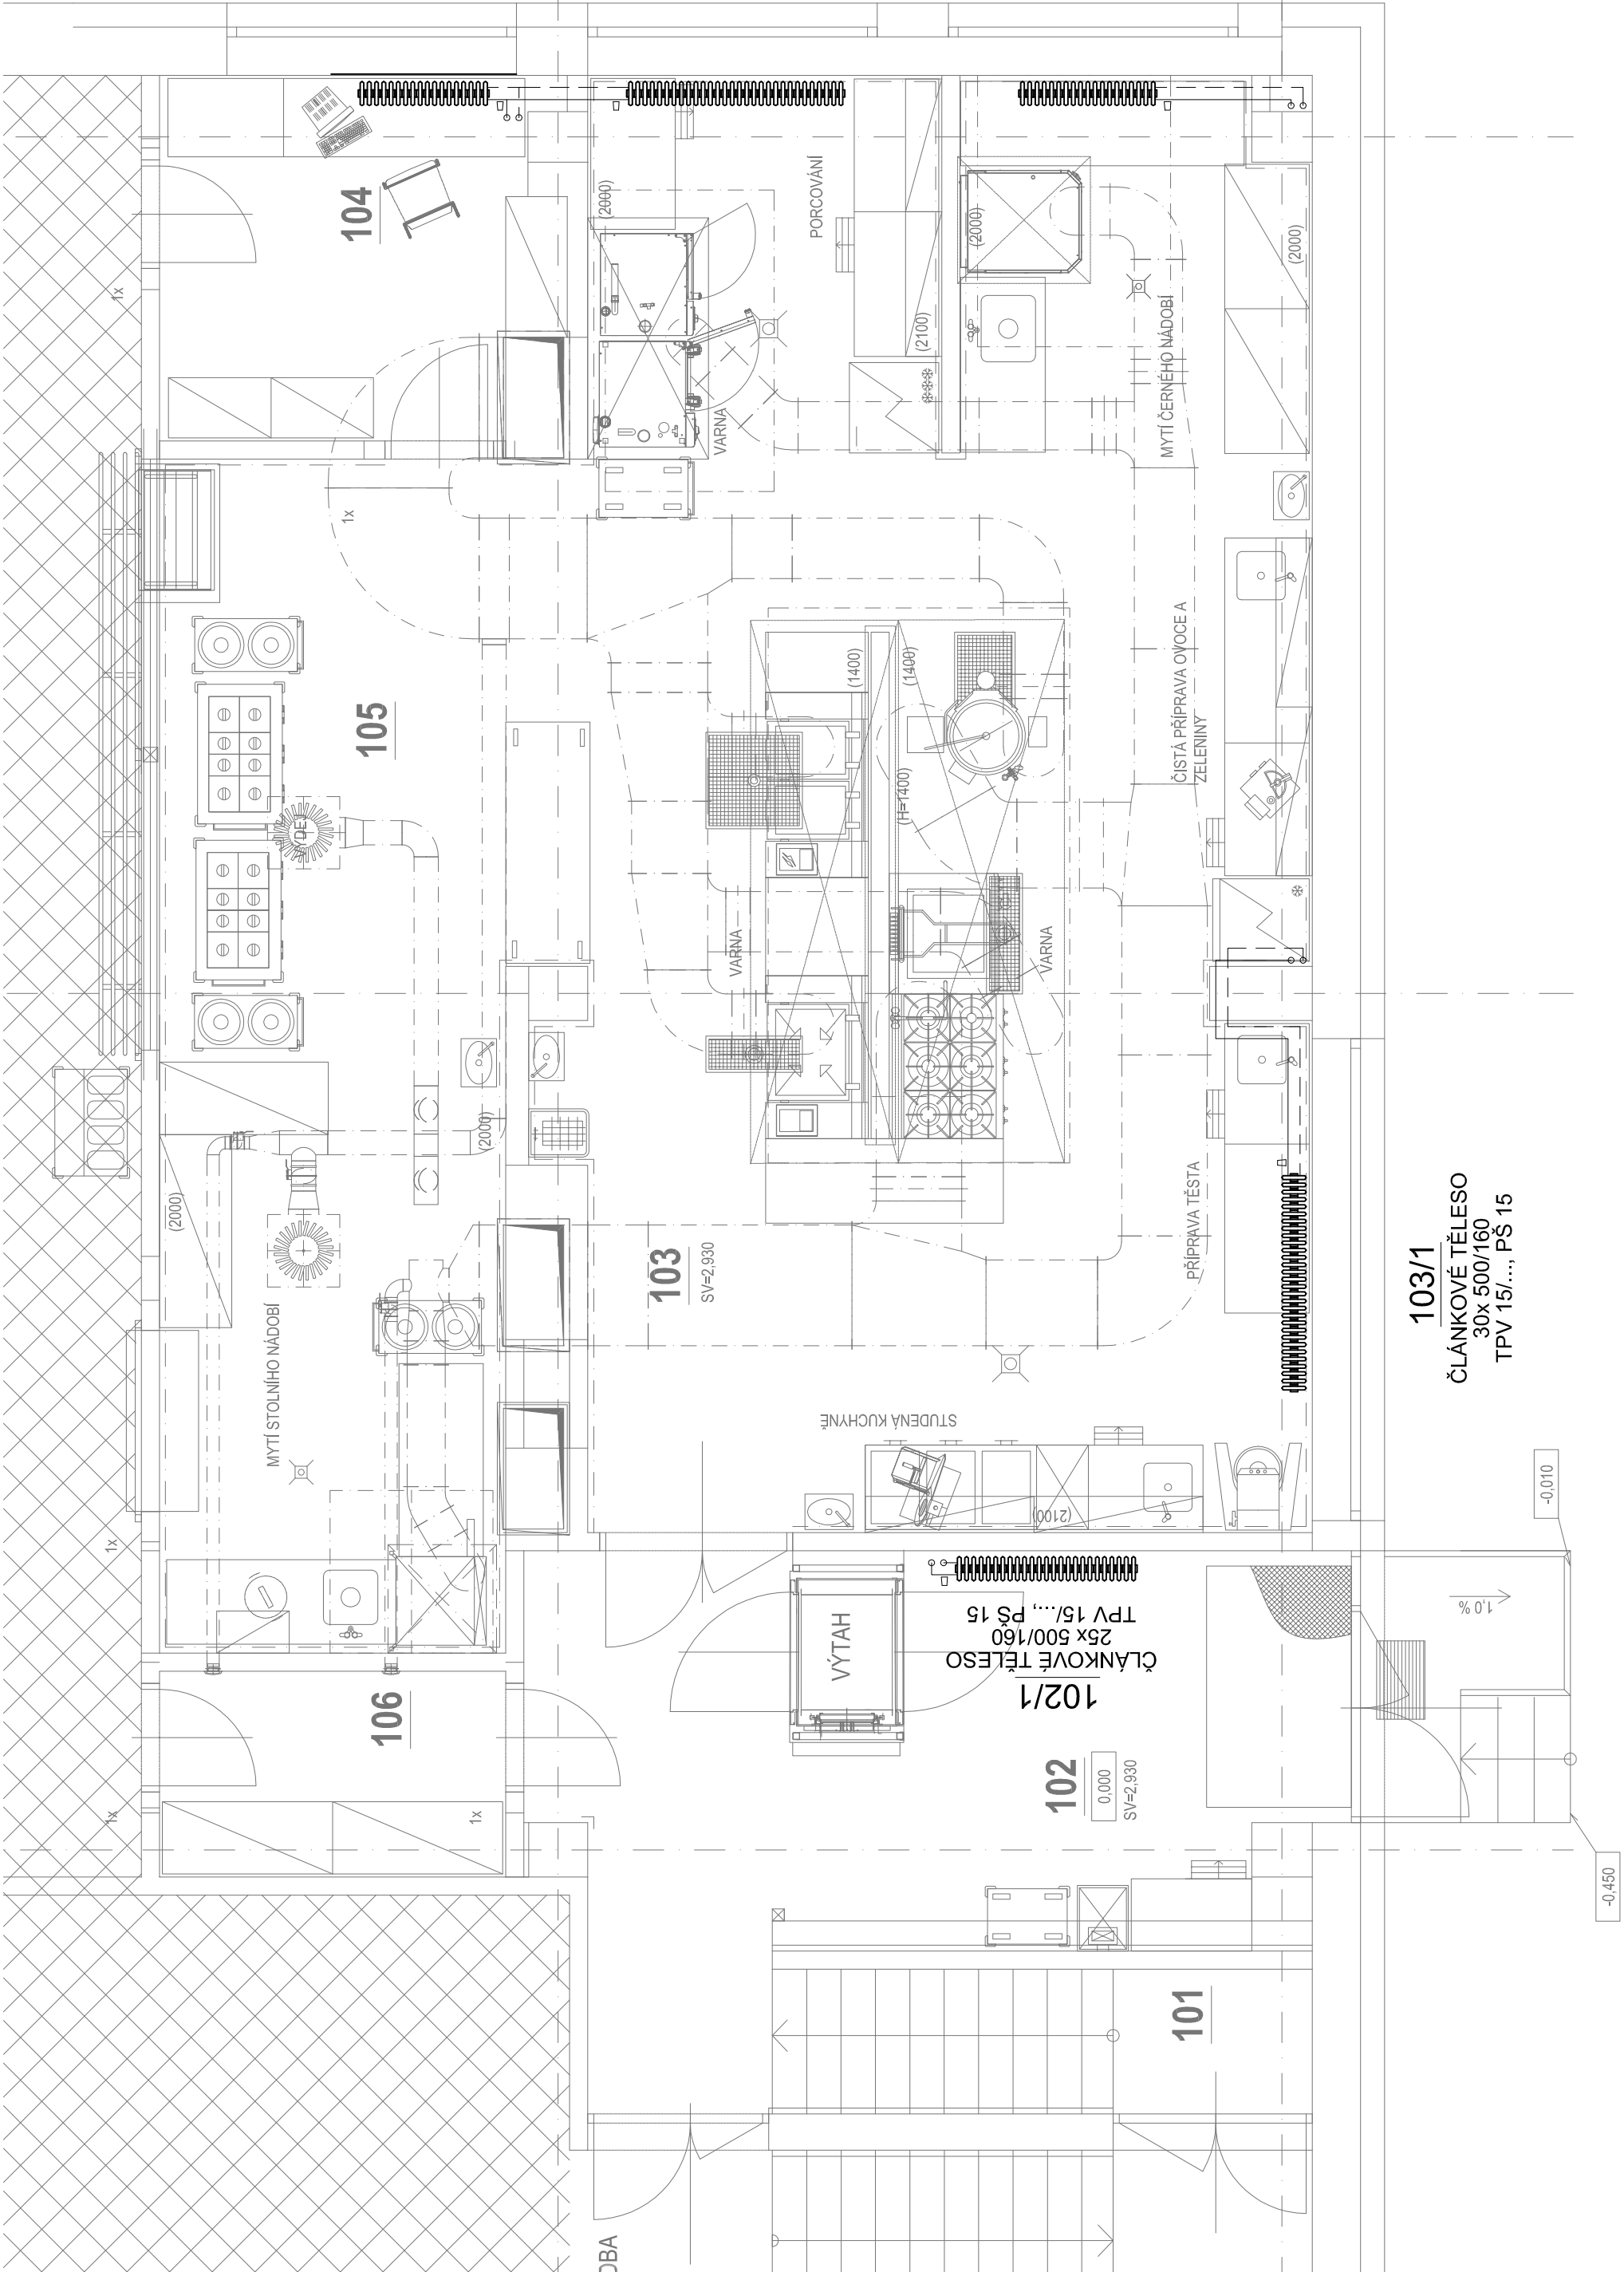 104
1x
(2000)
PORCOVÁNÍ
(2000)
(2000)
(2100)
MYTÍ ČERNÉHO NÁDOBÍ
VARNA
1x
105
VÝDEJ
(1400)
(1400)
(H=1400)
ČISTÁ PŘÍPRAVA OVOCE A
ZELENINY
VARNA
VARNA
(2000)
(2000)
PŘÍPRAVA TĚSTA
103
SV=2,930
MYTÍ STOLNÍHO NÁDOBÍ
103/1
ČLÁNKOVÉ TĚLESO
30x 500/160
TPV 15/..., PŠ 15
STUDENÁ KUCHYNĚ
(2100)
-0,010
1x
1,0 %
VÝTAH
102/1
ČLÁNKOVÉ TĚLESO
25x 500/160
TPV 15/..., PŠ 15
106
102
0,000
SV=2,930
1x
1x
-0,450
101